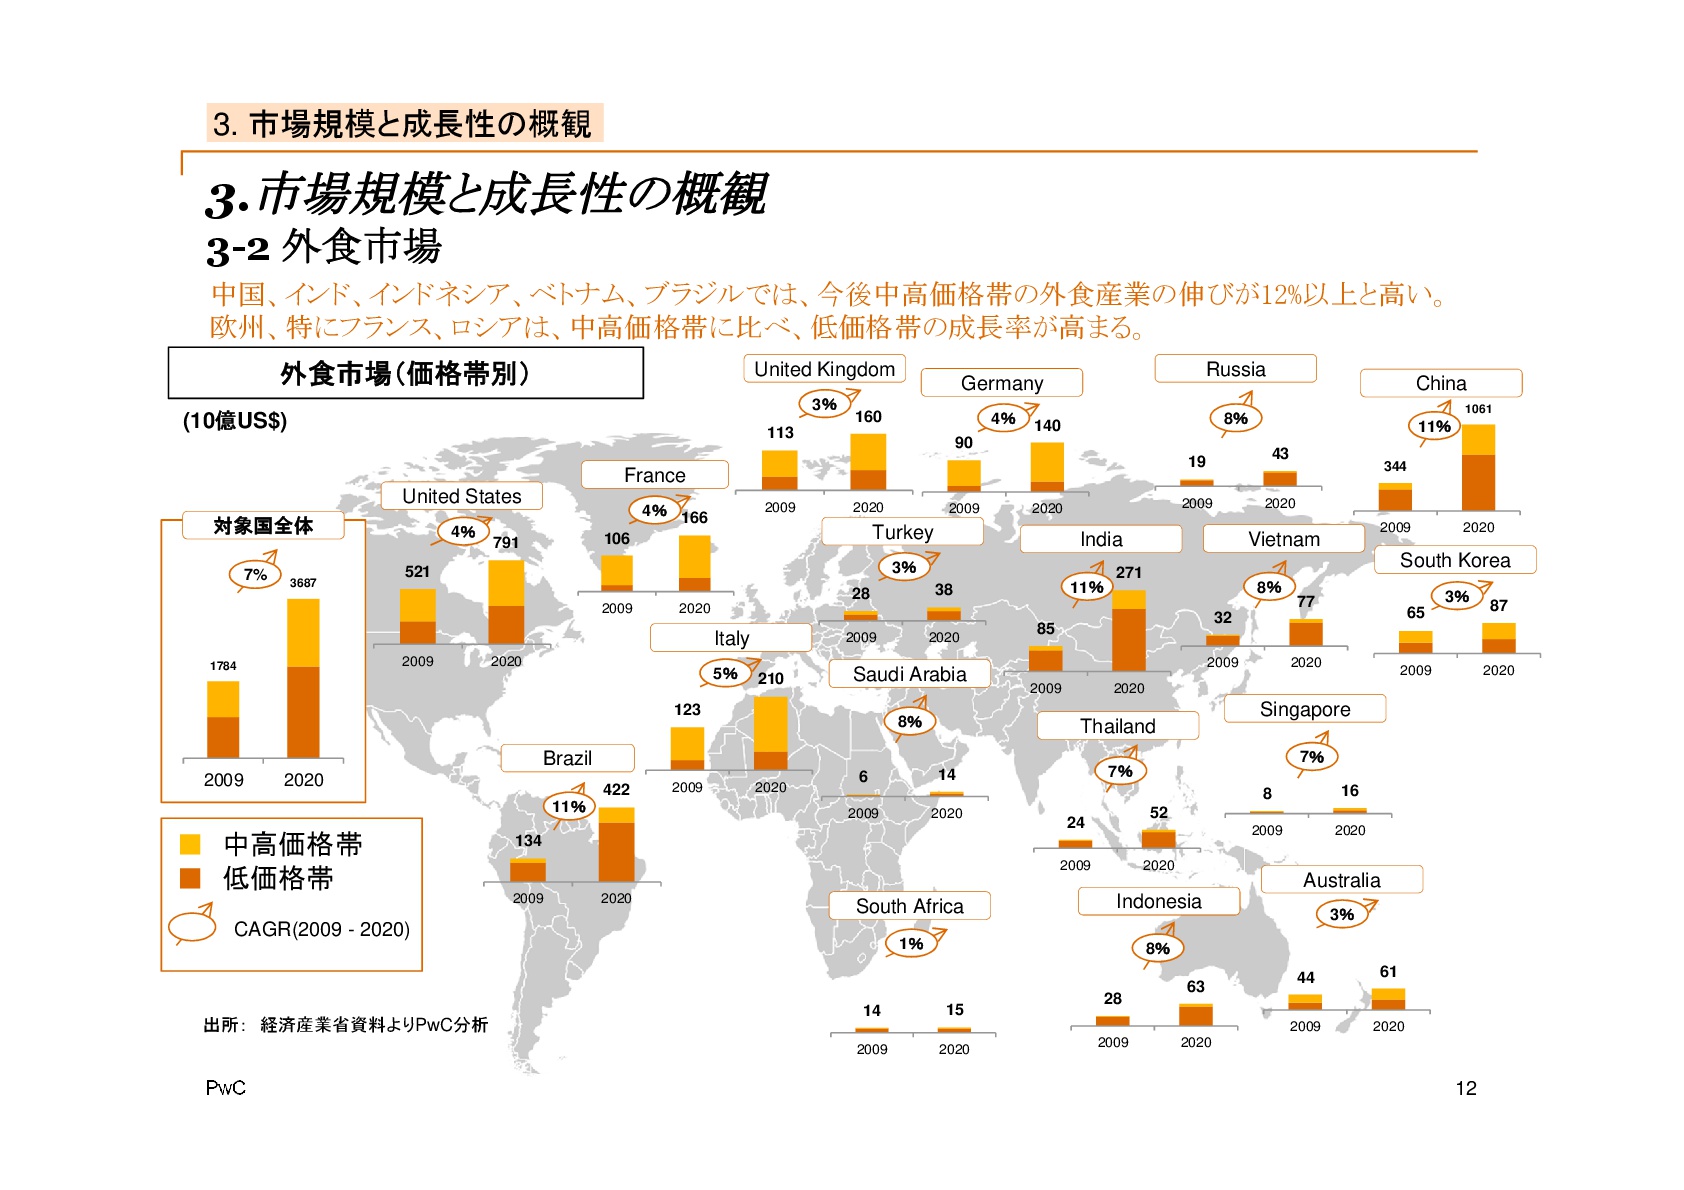 3. 市場規模と成長性の概観
3.市場規模と成長性の概観
3-2 外食市場
中国、インド、インドネシア、ベトナム、ブラジルでは、今後中高価格帯の外食産業の伸びが12%以上と高い。
欧州、特にフランス、ロシアは、中高価格帯に比べ、低価格帯の成長率が高まる。
外食市場(価格帯別)
(10億US$)
対象国全体
7%
1784
3687
2009 2020
中高価格帯
低価格帯
CAGR(2009 - 2020)
United States
4%
521
791
2009 2020
France
4%
106
166
2009 2020
United Kingdom
3%
113
160
2009 2020
Germany
4%
90
140
2009 2020
Russia
8%
19
43
2009 2020
China
11%
344
1061
2009 2020
Turkey
3%
28
38
2009 2020
India
11%
85
271
2009 2020
Vietnam
8%
32
77
2009 2020
South Korea
3%
65
87
2009 2020
Italy
5%
123
210
2009 2020
Saudi Arabia
8%
6
14
2009 2020
Thailand
7%
24
52
2009 2020
Singapore
7%
8
16
2009 2020
Brazil
11%
134
422
2009 2020
South Africa
1%
14
15
2009 2020
Indonesia
8%
28
63
2009 2020
Australia
3%
44
61
2009 2020
出所: 経済産業省資料よりPwC分析
PwC
12